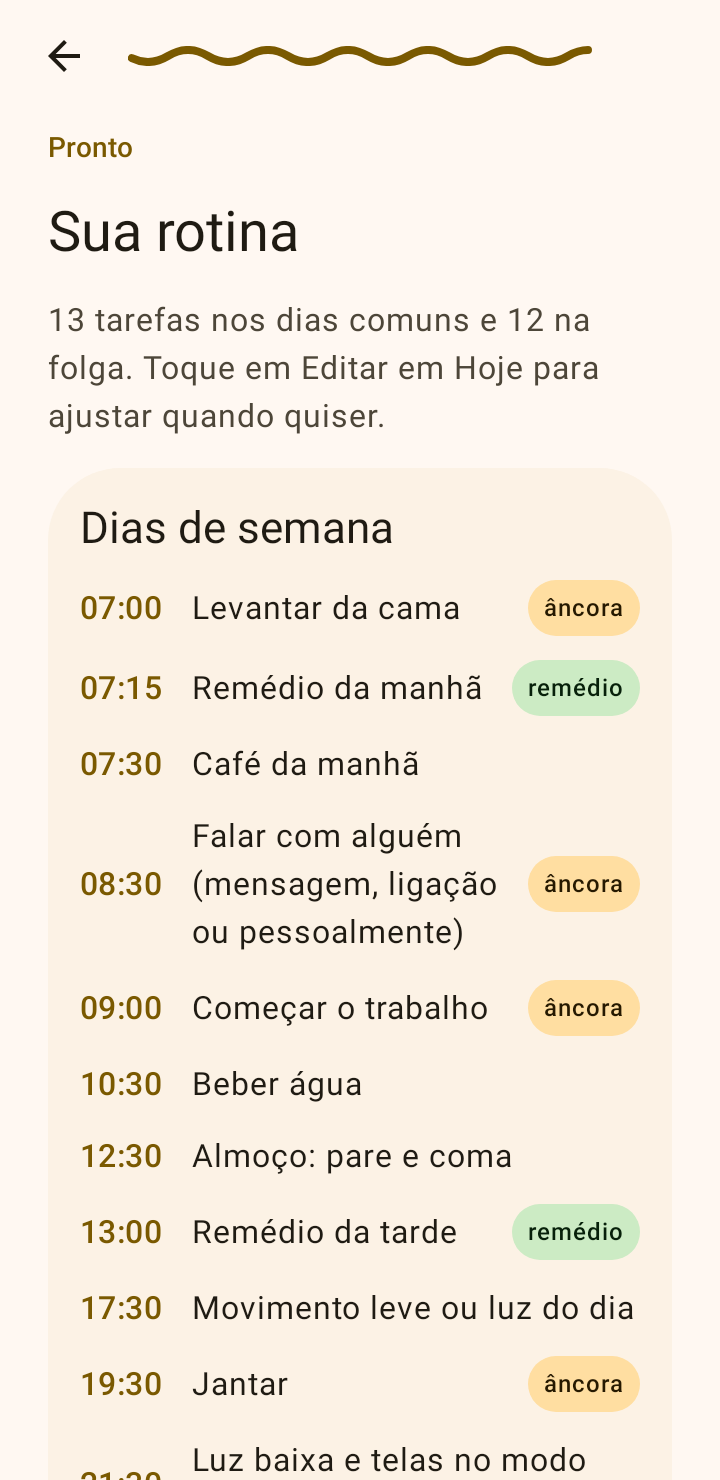 Pronto
Sua rotina
13 tarefas nos dias comuns e 12 na
folga. Toque em Editar em Hoje para
ajustar quando quiser.
Dias de semana
07:00 Levantar da cama âncora
07:15 Remédio da manhã remédio
07:30 Café da manhã
Falar com alguém
08:30 (mensagem, ligação âncora
ou pessoalmente)
09:00 Começar o trabalho âncora
10:30 Beber água
12:30 Almoço: pare e coma
13:00 Remédio da tarde remédio
17:30 Movimento leve ou luz do dia
19:30 Jantar âncora
Luz baixa e telas no modo